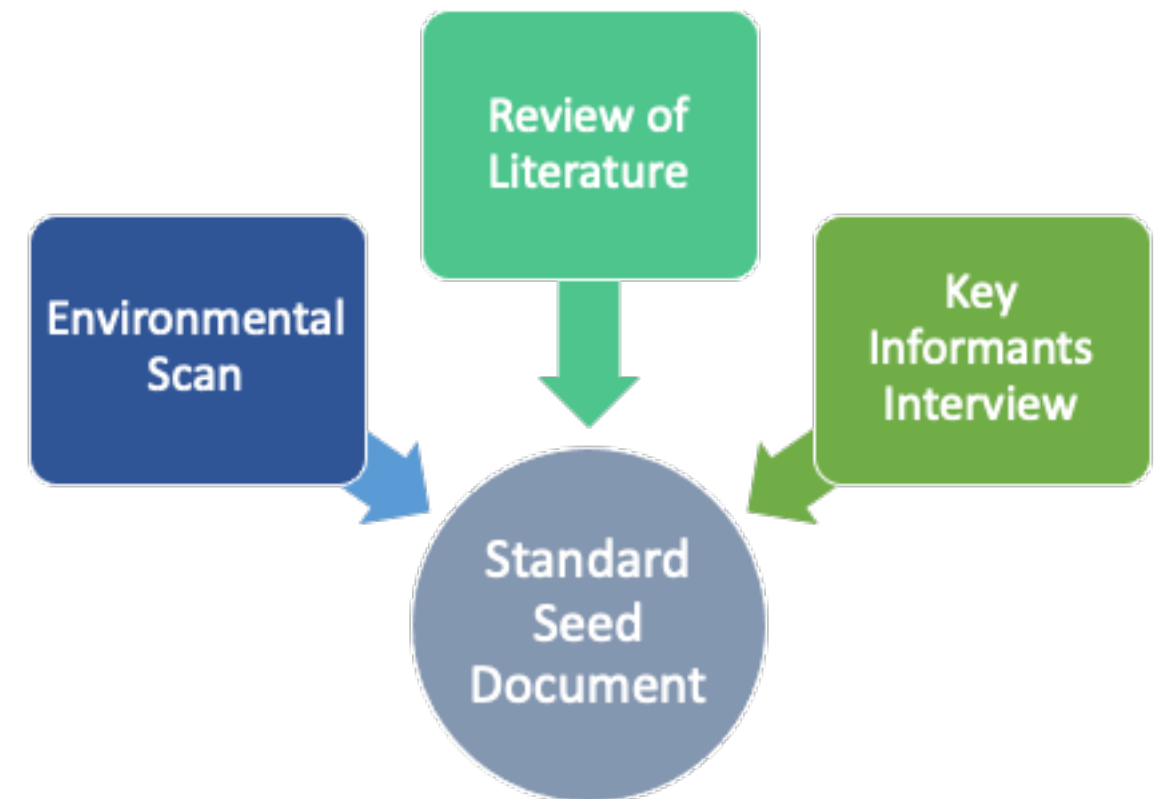 Review of
Literature
Environmental
Scan
Key
Informants
Interview
Standard
Seed
Document